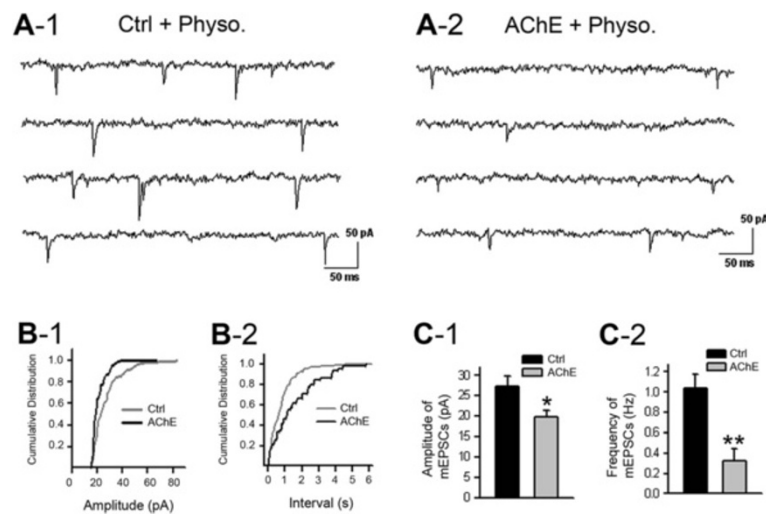 A-1 Ctrl + Physo.
A-2 AChE + Physo.
50 pA
50 ms
50 pA
50 ms
B-1
Cumulative Distribution
1.0
0.8
0.6
0.4
0.2
Ctrl
AChE
0 20 40 60 80
Amplitude (pA)
B-2
Cumulative Distribution
1.0
0.8
0.6
0.4
0.2
Ctrl
AChE
0 1 2 3 4 5 6
Interval (s)
C-1
Ctrl
AChE
Amplitude of
mEPSCs (pA)
30
25
20
15
10
5
0
*
C-2
Ctrl
AChE
Frequency of
mEPSCs (Hz)
1.2
1.0
0.8
0.6
0.4
0.2
0.0
**